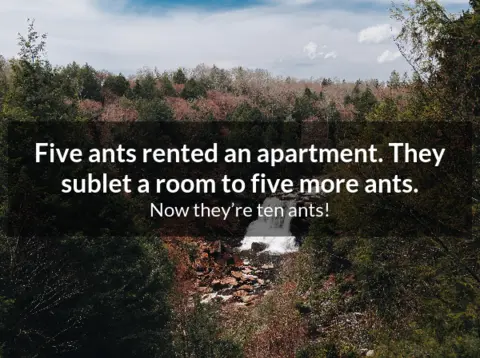 Five ants rented an apartment. They
sublet a room to five more ants.
Now they’re ten ants!